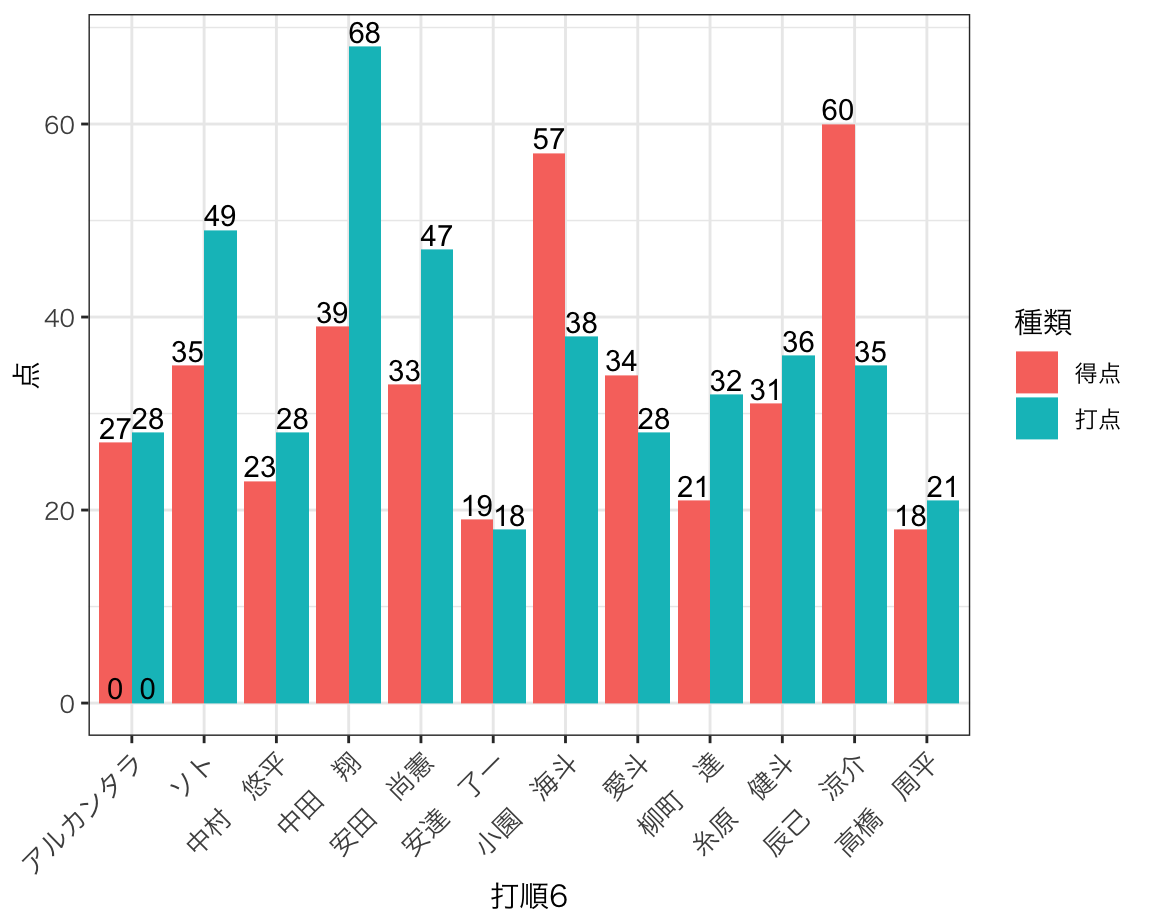 68
60
57
49
47
39
38
36
35
35
34
33
32
31
28
28
28
27
23
21
21
19
18
18
0
0
60
40
20
0
点
アルカンタラ
ソト
中村　悠平
中田　翔
安田　尚憲
安達　了一
小園　海斗
愛斗
柳町　達
糸原　健斗
辰己　涼介
高橋　周平
打順6
種類
得点
打点